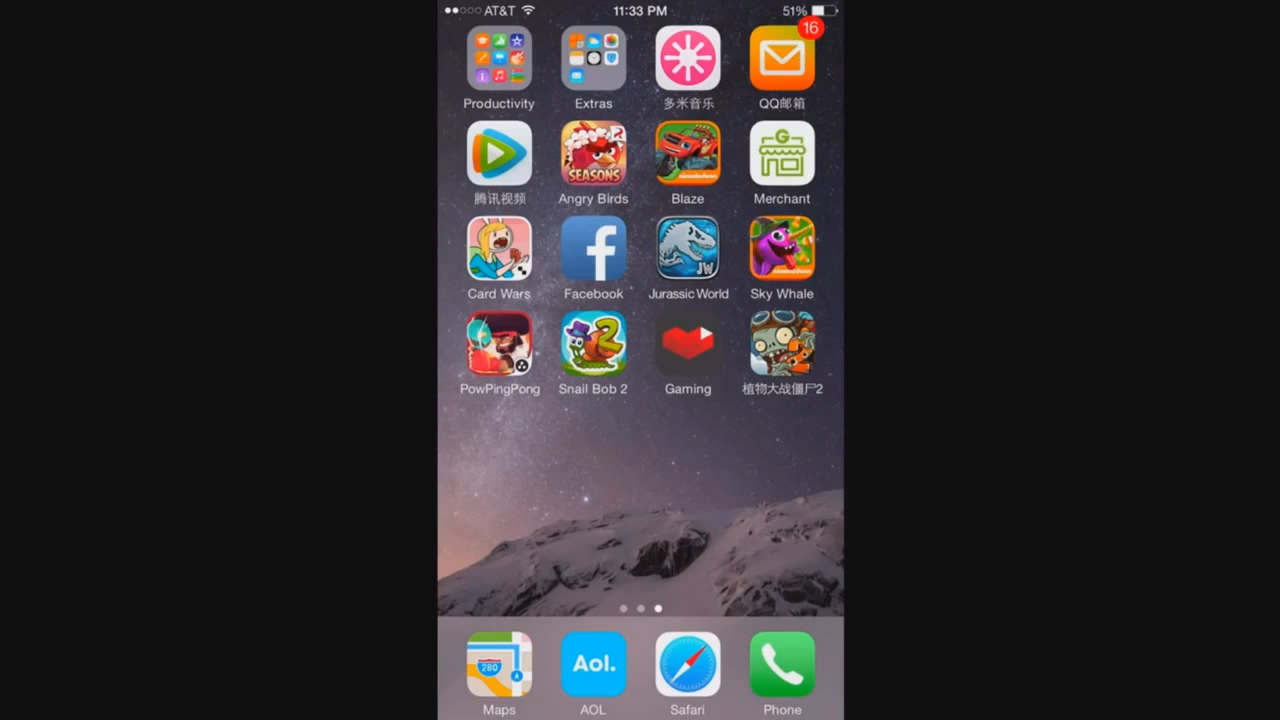 AT&T 11:33 PM 51%
16
Productivity Extras 多米音乐 QQ邮箱
SEASONS
G
腾讯视频 Angry Birds Blaze Merchant
JW
Card Wars Facebook Jurassic World Sky Whale
2
PowPingPong Snail Bob 2 Gaming 植物大战僵尸2
280 Aol.
Maps AOL Safari Phone